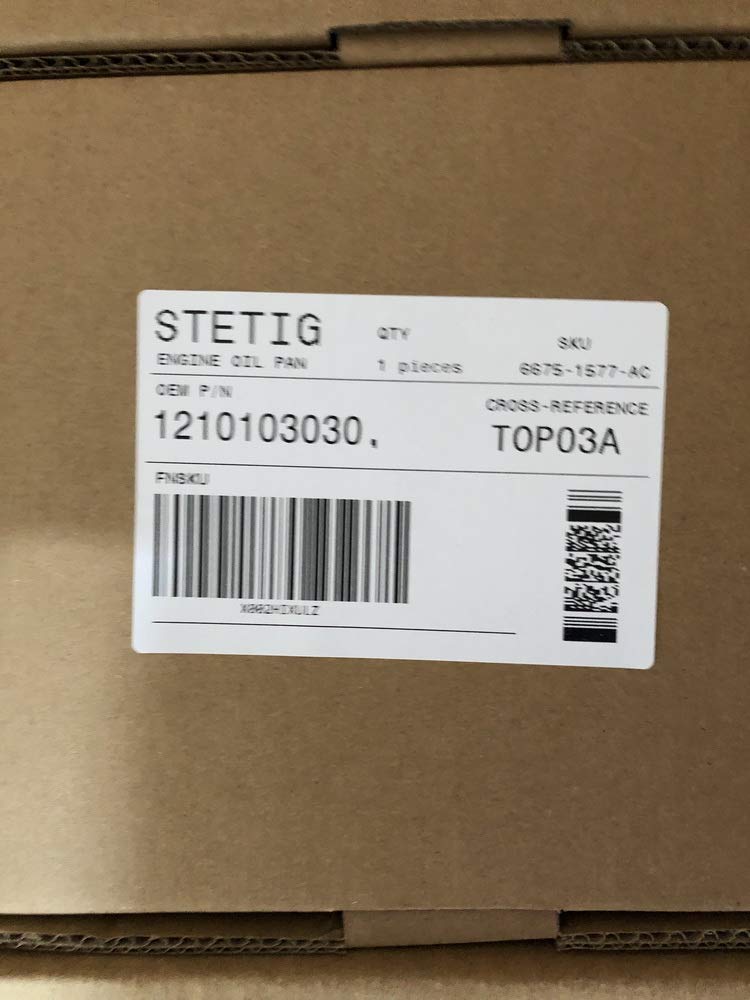 STETIG
ENGINE OIL PAN
QTY
1 pieces
SKU
6675-1577-AC
OEM P/N
1210103030.
CROSS-REFERENCE
TOP03A
FNSKU
X002HIXULZ